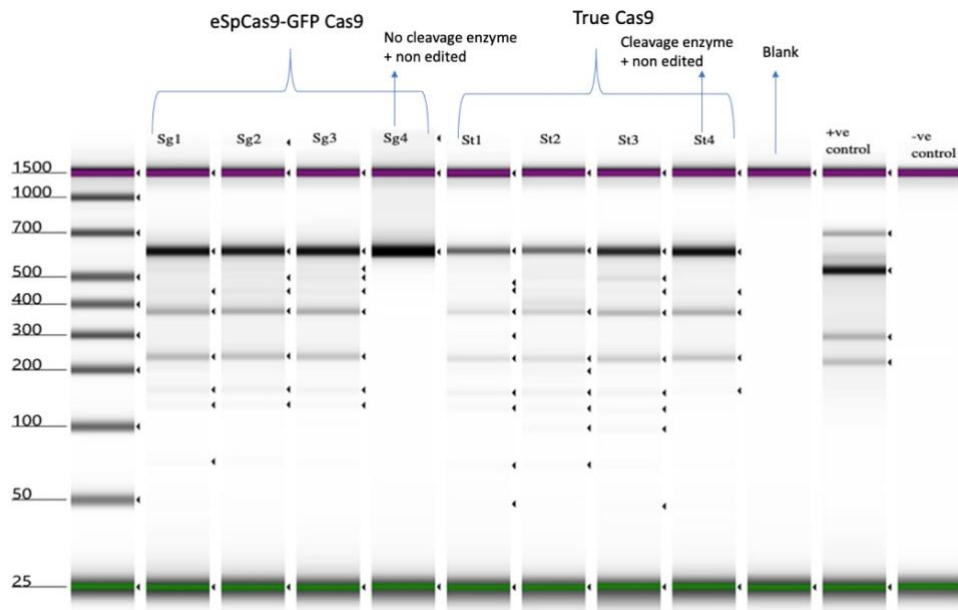 eSpCas9-GFP Cas9
True Cas9
No cleavage enzyme
+ non edited
Cleavage enzyme
+ non edited
Blank
Sg1
Sg2
Sg3
Sg4
St1
St2
St3
St4
+ve
control
-ve
control
1500
1000
700
500
400
300
200
100
50
25